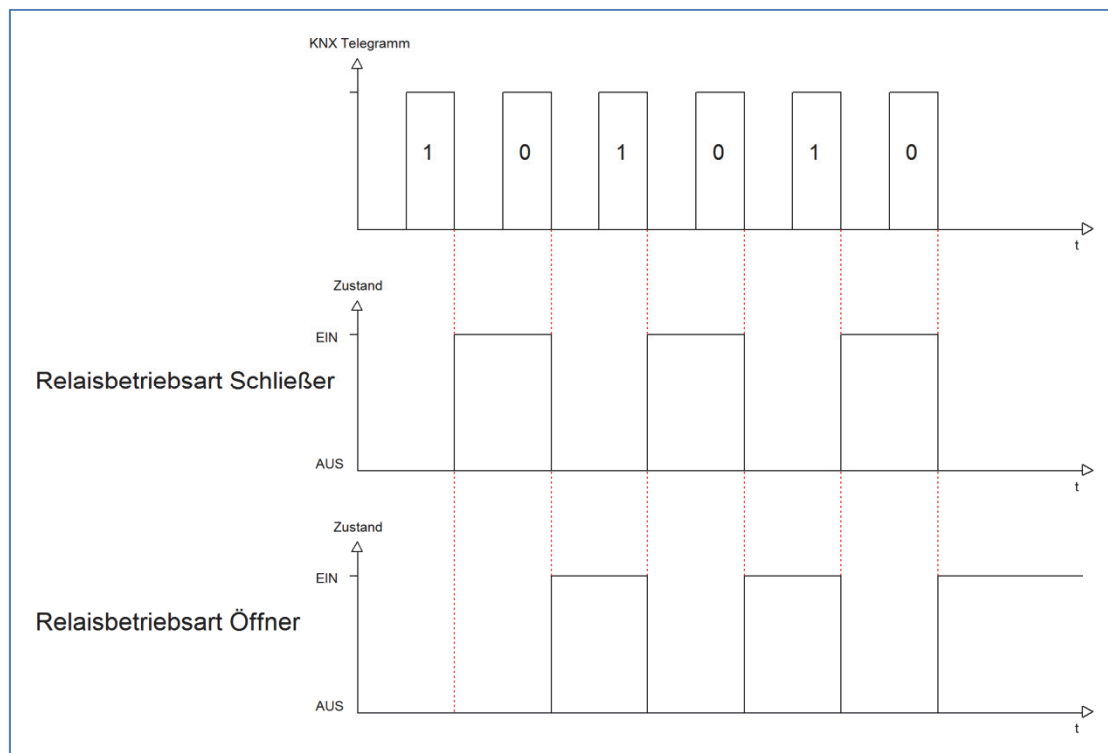 KNX Telegramm
1 0 1 0 1 0
t
Zustand
EIN
Relaisbetriebsart Schließer
AUS
t
Zustand
EIN
Relaisbetriebsart Öffner
AUS
t